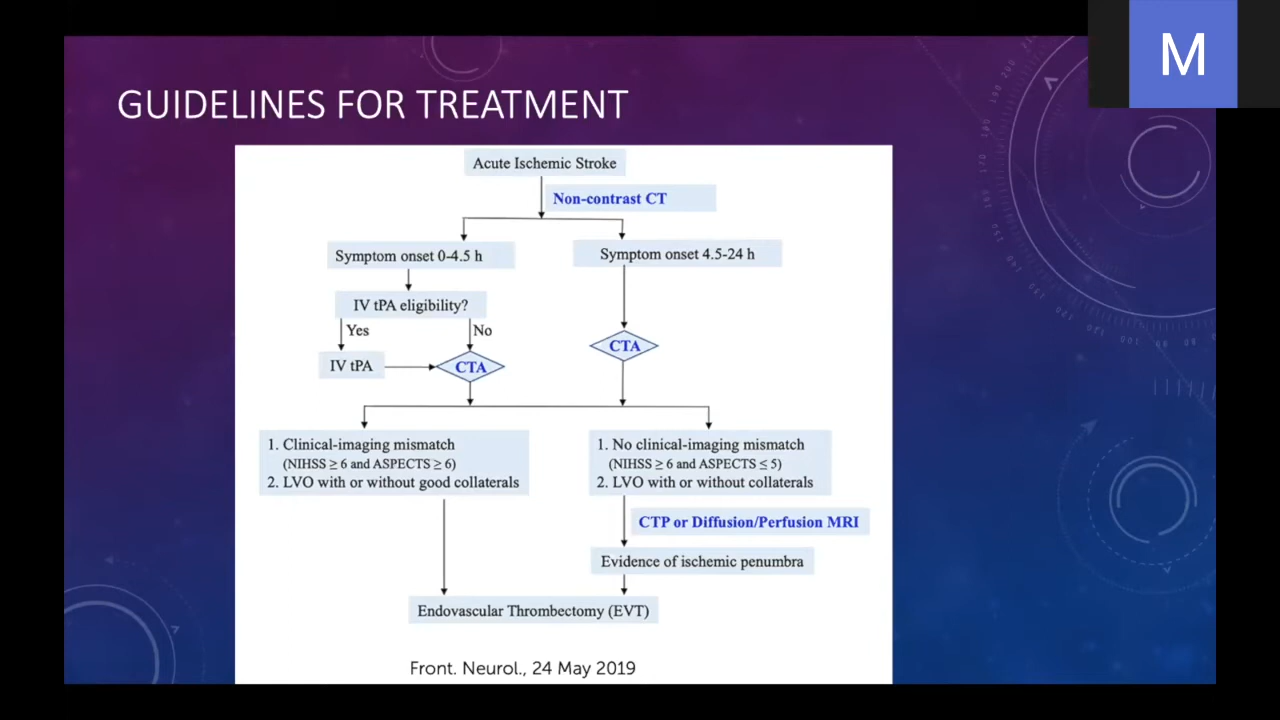 M
GUIDELINES FOR TREATMENT
Acute Ischemic Stroke
Non-contrast CT
Symptom onset 0-4.5 h
Symptom onset 4.5-24 h
IV tPA eligibility?
Yes
No
IV tPA
CTA
CTA
1. Clinical-imaging mismatch
(NIHSS ≥ 6 and ASPECTS ≥ 6)
2. LVO with or without good collaterals
1. No clinical-imaging mismatch
(NIHSS ≥ 6 and ASPECTS ≤ 5)
2. LVO with or without collaterals
CTP or Diffusion/Perfusion MRI
Evidence of ischemic penumbra
Endovascular Thrombectomy (EVT)
Front. Neurol., 24 May 2019